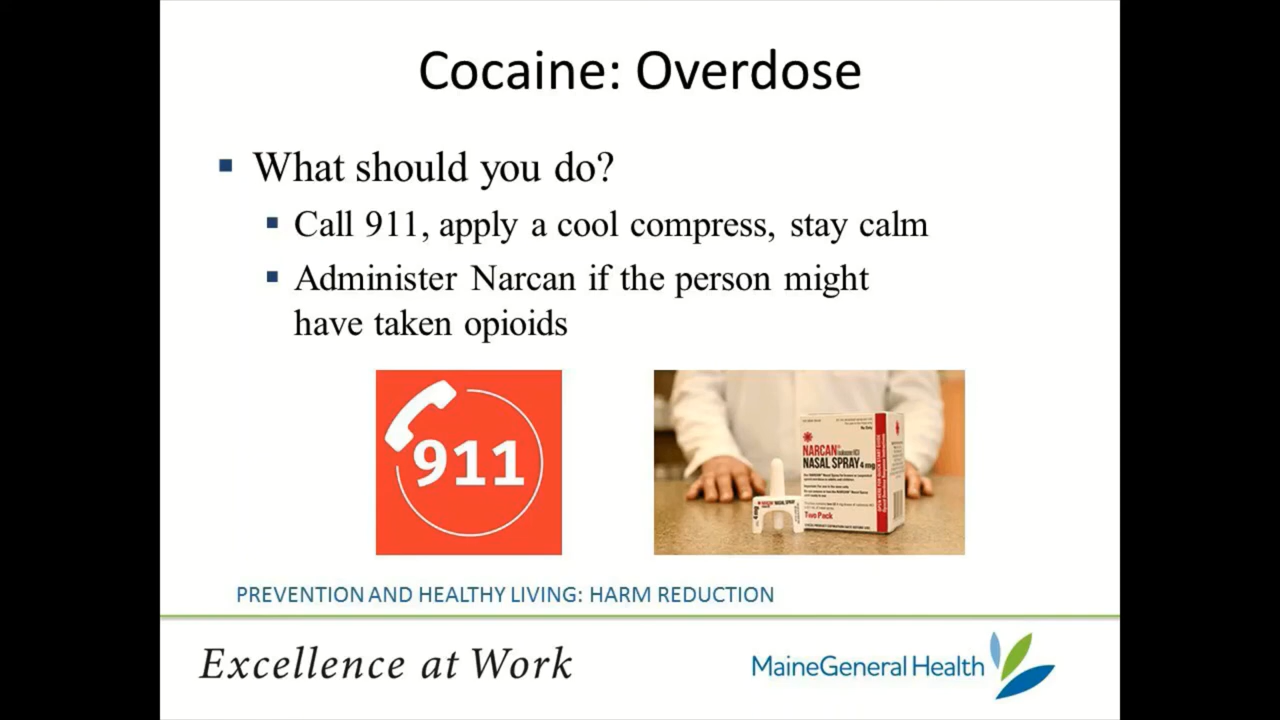 Cocaine: Overdose
What should you do?
Call 911, apply a cool compress, stay calm
Administer Narcan if the person might
have taken opioids
911
NARCAN
NASAL SPRAY 4 mg
Two Pack
PREVENTION AND HEALTHY LIVING: HARM REDUCTION
Excellence at Work
MaineGeneral Health